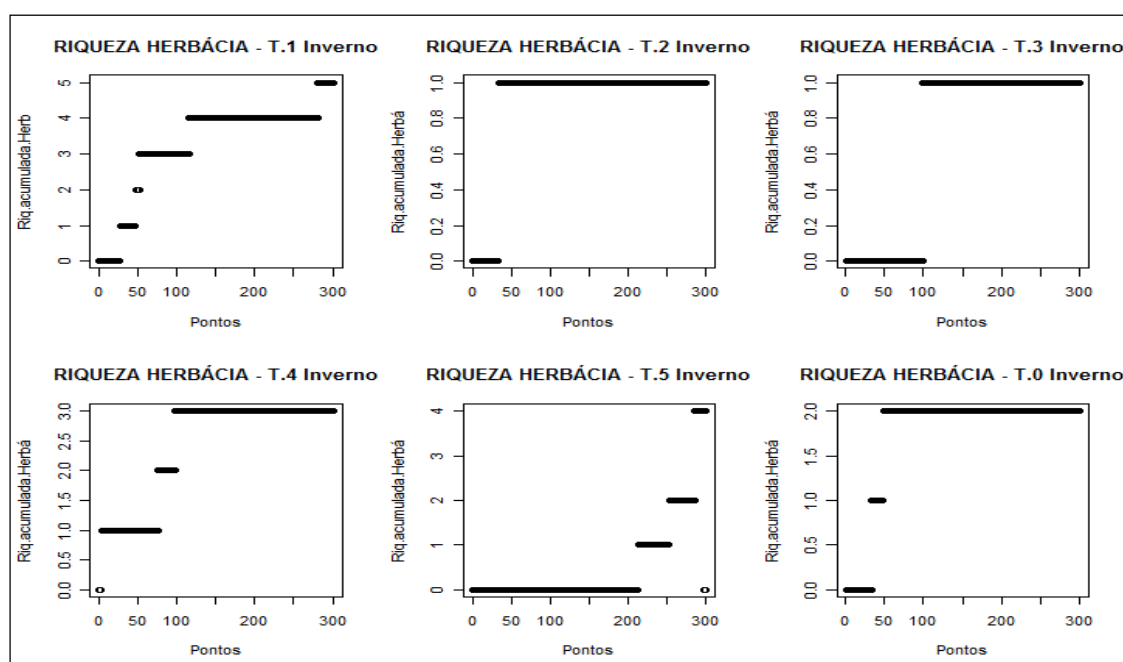 RIQUEZA HERBÁCIA - T.1 Inverno
Riq.acumulada.Herb
5
4
3
2
1
0
0 50 100 200 300
Pontos
RIQUEZA HERBÁCIA - T.2 Inverno
Riq.acumulada.Herbá
1.0
0.8
0.6
0.4
0.2
0.0
0 50 100 200 300
Pontos
RIQUEZA HERBÁCIA - T.3 Inverno
Riq.acumulada.Herbá
1.0
0.8
0.6
0.4
0.2
0.0
0 50 100 200 300
Pontos
RIQUEZA HERBÁCIA - T.4 Inverno
Riq.acumulada.Herbá
3.0
2.5
2.0
1.5
1.0
0.5
0.0
0 50 100 200 300
Pontos
RIQUEZA HERBÁCIA - T.5 Inverno
Riq.acumulada.Herbá
4
3
2
1
0
0 50 100 200 300
Pontos
RIQUEZA HERBÁCIA - T.0 Inverno
Riq.acumulada.Herbá
2.0
1.5
1.0
0.5
0.0
0 50 100 200 300
Pontos